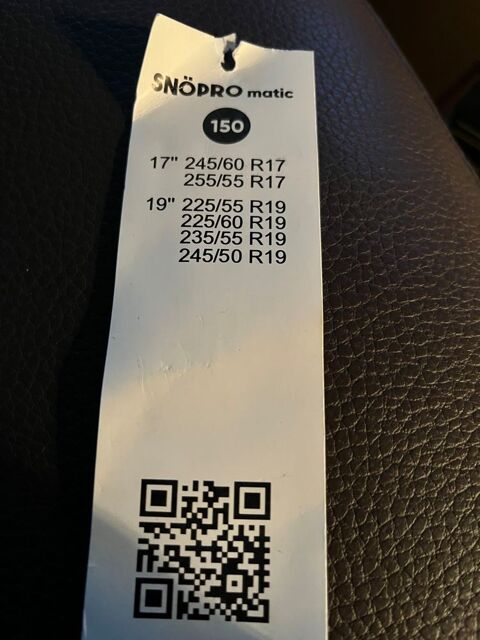 SNÖPRO matic
150
17" 245/60 R17
255/55 R17
19" 225/55 R19
225/60 R19
235/55 R19
245/50 R19